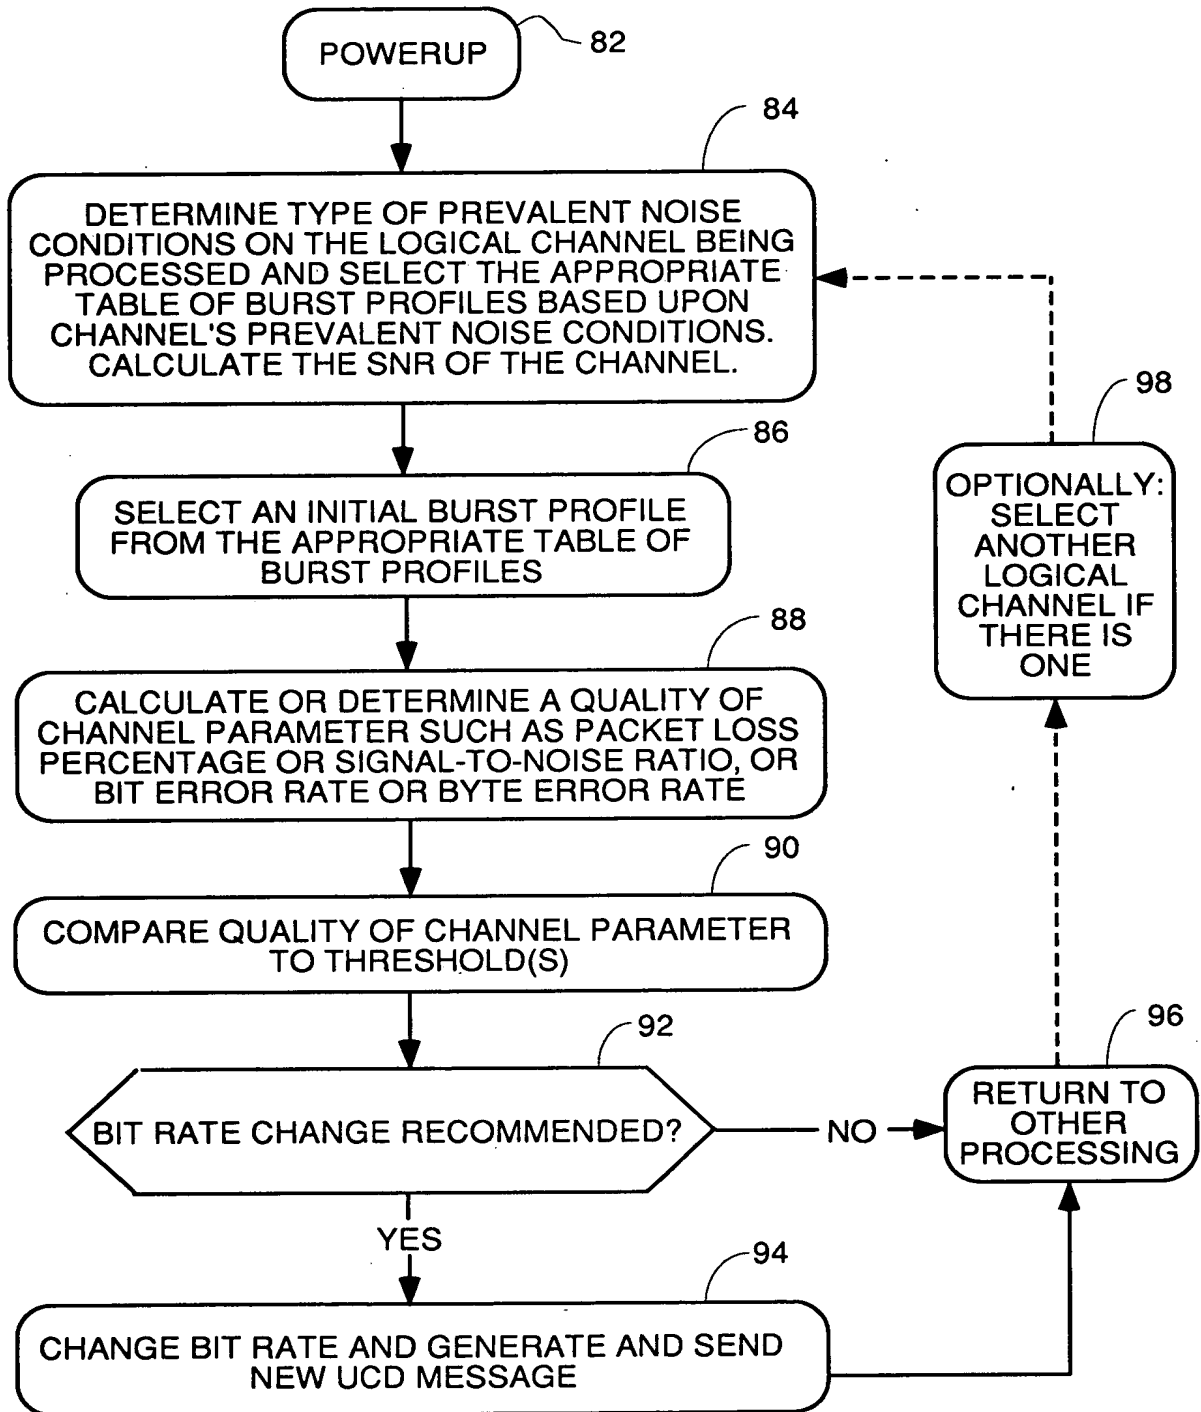 POWERUP
82
84
DETERMINE TYPE OF PREVALENT NOISE
CONDITIONS ON THE LOGICAL CHANNEL BEING
PROCESSED AND SELECT THE APPROPRIATE
TABLE OF BURST PROFILES BASED UPON
CHANNEL'S PREVALENT NOISE CONDITIONS.
CALCULATE THE SNR OF THE CHANNEL.
86
SELECT AN INITIAL BURST PROFILE
FROM THE APPROPRIATE TABLE OF
BURST PROFILES
88
CALCULATE OR DETERMINE A QUALITY OF
CHANNEL PARAMETER SUCH AS PACKET LOSS
PERCENTAGE OR SIGNAL-TO-NOISE RATIO, OR
BIT ERROR RATE OR BYTE ERROR RATE
90
COMPARE QUALITY OF CHANNEL PARAMETER
TO THRESHOLD(S)
92
BIT RATE CHANGE RECOMMENDED?
NO
YES
94
CHANGE BIT RATE AND GENERATE AND SEND
NEW UCD MESSAGE
96
RETURN TO
OTHER
PROCESSING
98
OPTIONALLY:
SELECT
ANOTHER
LOGICAL
CHANNEL IF
THERE IS
ONE